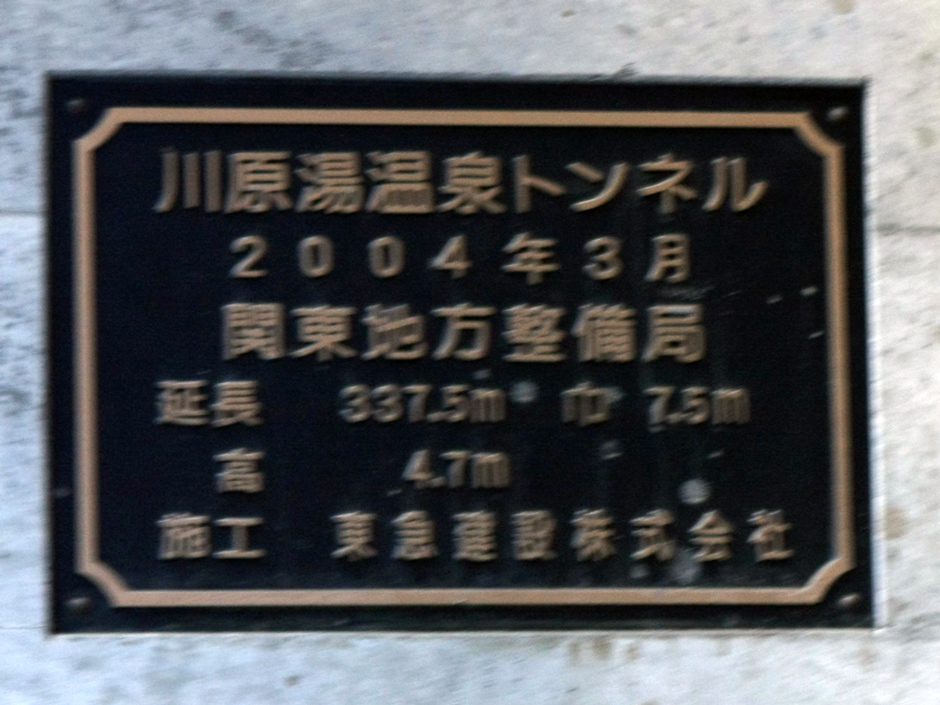 川原湯温泉トンネル
2004年3月
関東地方整備局
延長 337.5m 巾 7.5m
高 4.7m
施工 東急建設株式会社